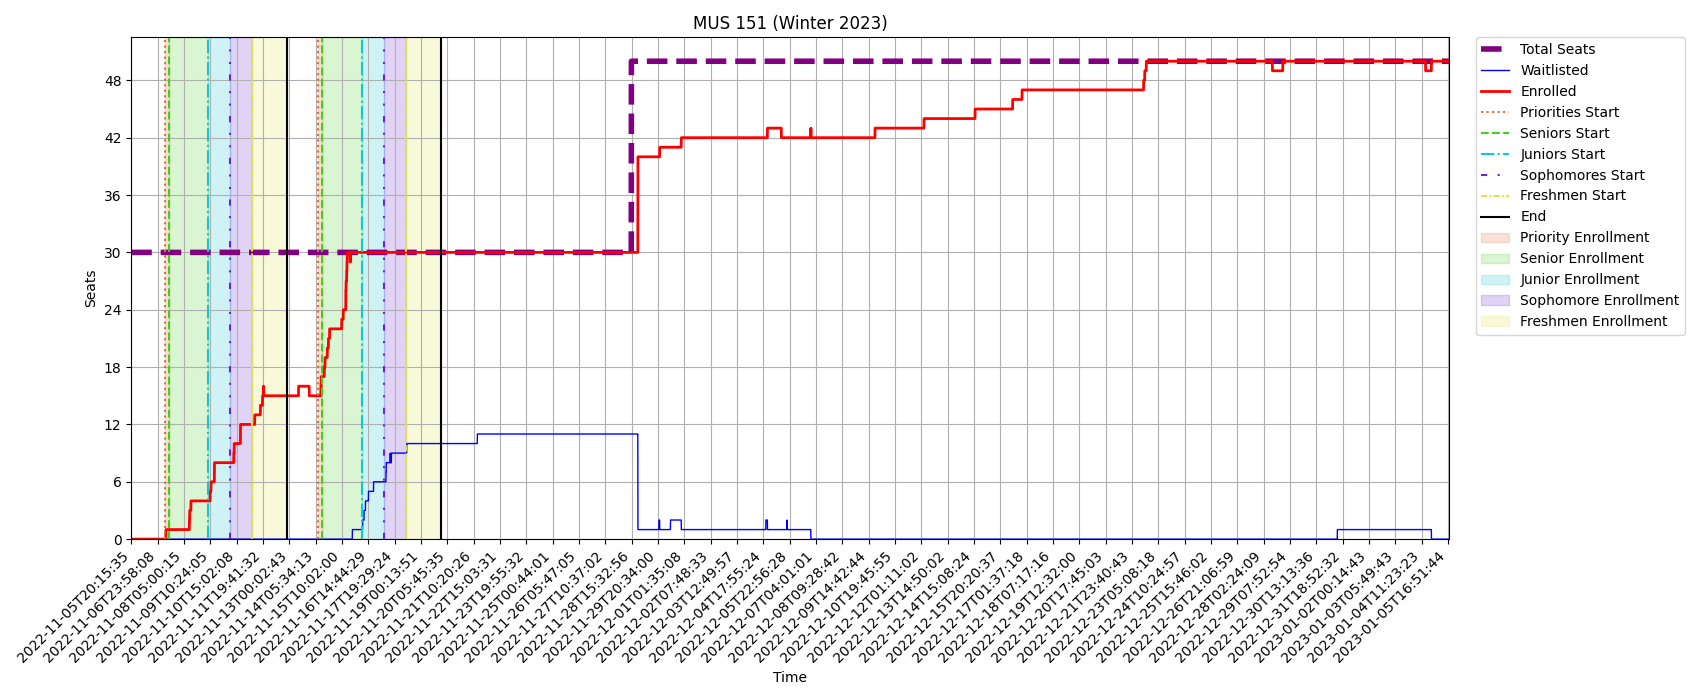 MUS 151 (Winter 2023)
Seats
48
42
36
30
24
18
12
6
0
2022-11-05T20:15:35
2022-11-06T23:58:08
2022-11-08T05:00:15
2022-11-09T10:24:05
2022-11-10T15:02:08
2022-11-11T19:41:32
2022-11-13T00:02:43
2022-11-14T05:34:13
2022-11-15T10:02:00
2022-11-16T14:44:29
2022-11-17T19:29:24
2022-11-19T00:13:51
2022-11-20T05:45:35
2022-11-21T10:20:26
2022-11-22T15:03:31
2022-11-23T19:55:32
2022-11-25T00:44:01
2022-11-26T05:47:05
2022-11-27T10:37:02
2022-11-28T15:32:56
2022-11-29T20:34:00
2022-12-01T01:35:08
2022-12-02T07:48:33
2022-12-03T12:49:57
2022-12-04T17:55:24
2022-12-05T22:56:28
2022-12-07T04:01:01
2022-12-08T09:28:42
2022-12-09T14:42:44
2022-12-10T19:45:55
2022-12-12T01:11:02
2022-12-13T14:50:02
2022-12-14T15:08:24
2022-12-15T20:20:37
2022-12-17T01:37:18
2022-12-18T07:17:16
2022-12-19T12:32:00
2022-12-20T17:45:03
2022-12-21T23:40:43
2022-12-23T05:08:18
2022-12-24T10:24:57
2022-12-25T15:46:02
2022-12-26T21:06:59
2022-12-28T02:24:09
2022-12-29T07:52:54
2022-12-30T13:13:36
2022-12-31T18:52:32
2023-01-02T00:14:43
2023-01-03T05:49:43
2023-01-04T11:23:23
2023-01-05T16:51:44
Time
Total Seats
Waitlisted
Enrolled
Priorities Start
Seniors Start
Juniors Start
Sophomores Start
Freshmen Start
End
Priority Enrollment
Senior Enrollment
Junior Enrollment
Sophomore Enrollment
Freshmen Enrollment